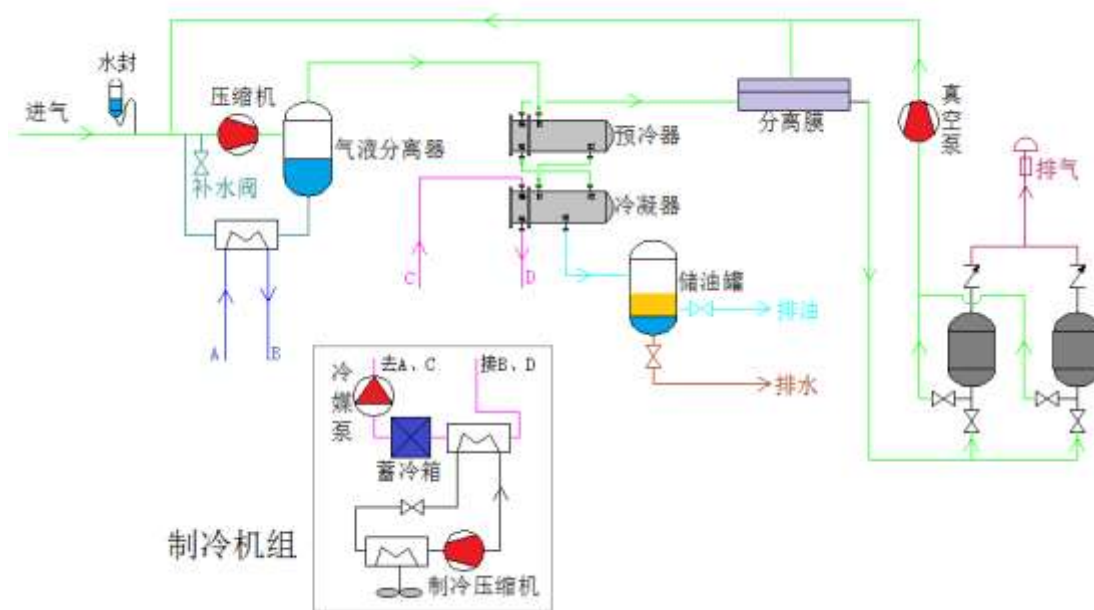 水封
进气
压缩机
气液分离器
补水阀
A
B
预冷器
冷凝器
C
D
分离膜
真空泵
排气
储油罐
排油
排水
去A、C
接B、D
冷媒泵
蓄冷箱
制冷压缩机
制冷机组